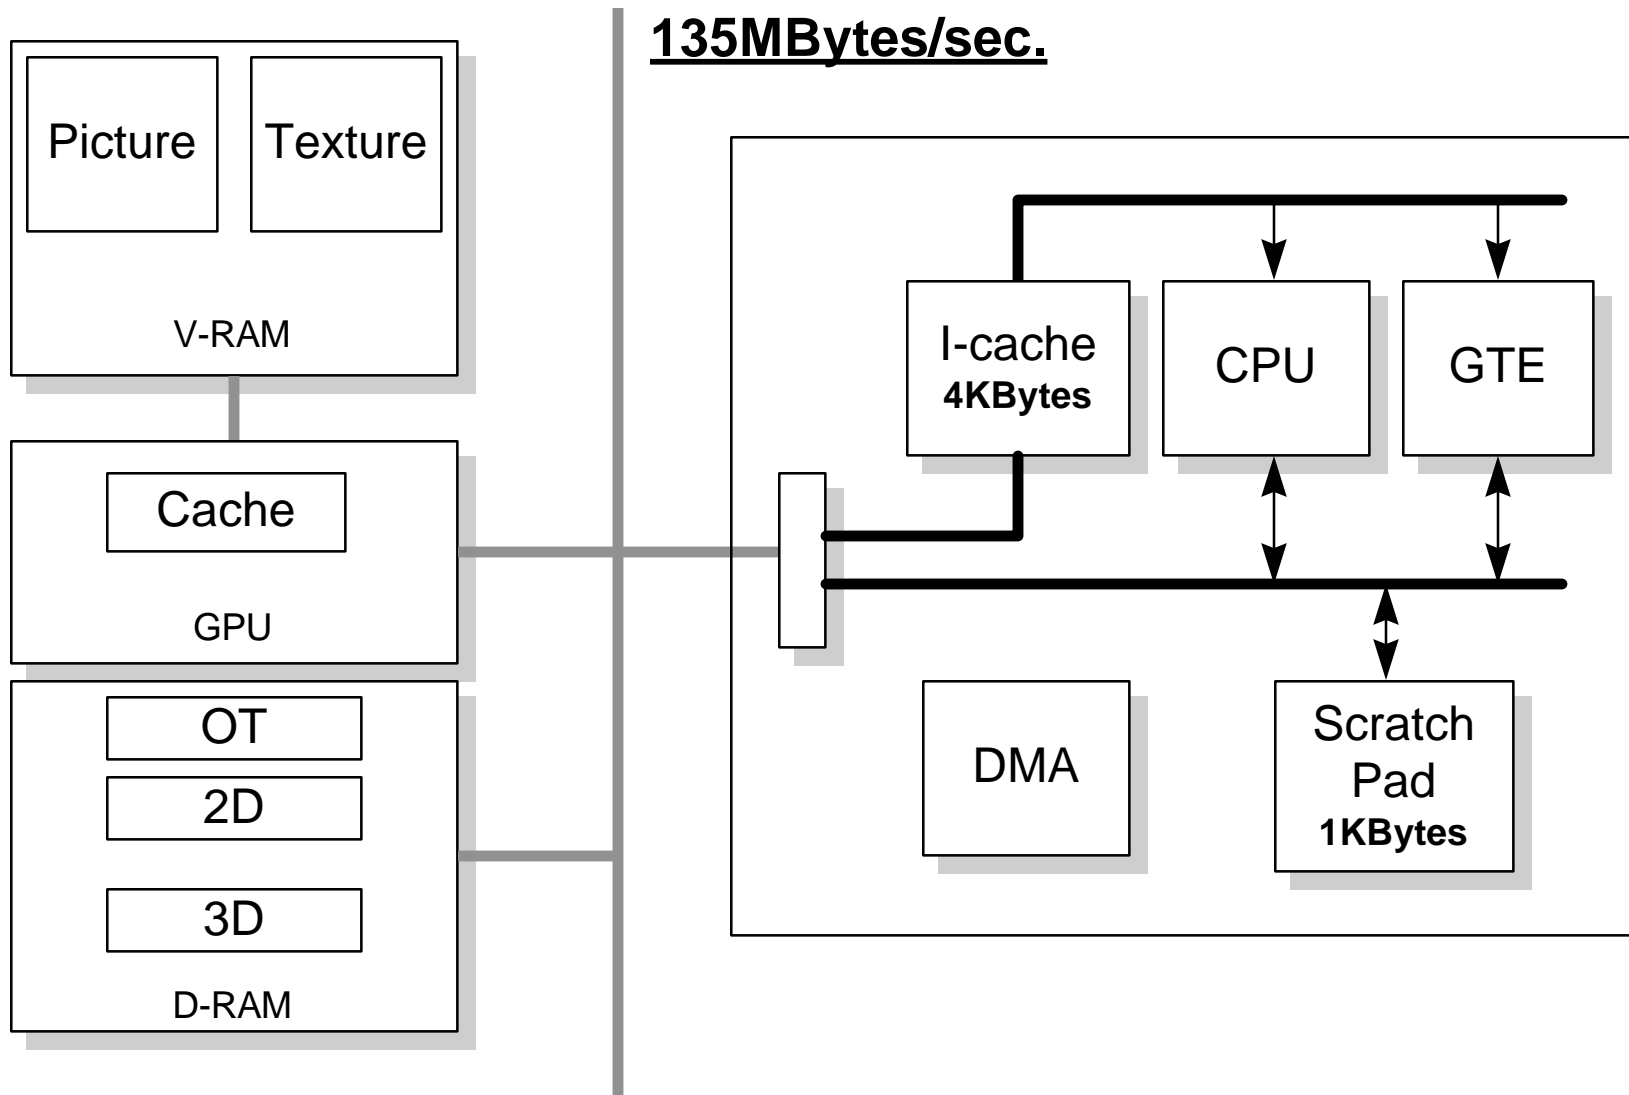 135MBytes/sec.
Picture
Texture
V-RAM
Cache
GPU
OT
2D
3D
D-RAM
I-cache
4KBytes
CPU
GTE
DMA
Scratch
Pad
1KBytes